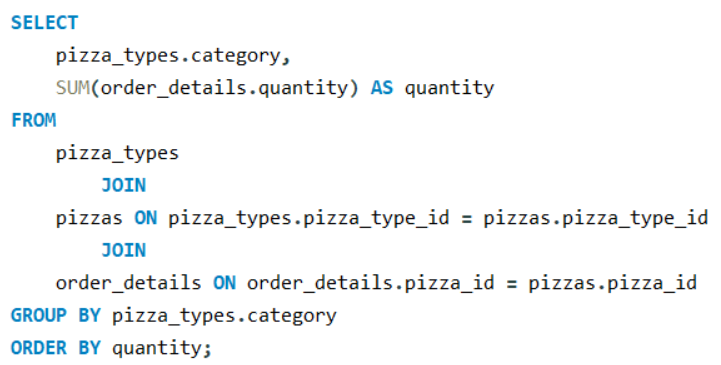 SELECT
pizza_types.category,
SUM(order_details.quantity) AS quantity
FROM
pizza_types
JOIN
pizzas ON pizza_types.pizza_type_id = pizzas.pizza_type_id
JOIN
order_details ON order_details.pizza_id = pizzas.pizza_id
GROUP BY pizza_types.category
ORDER BY quantity;